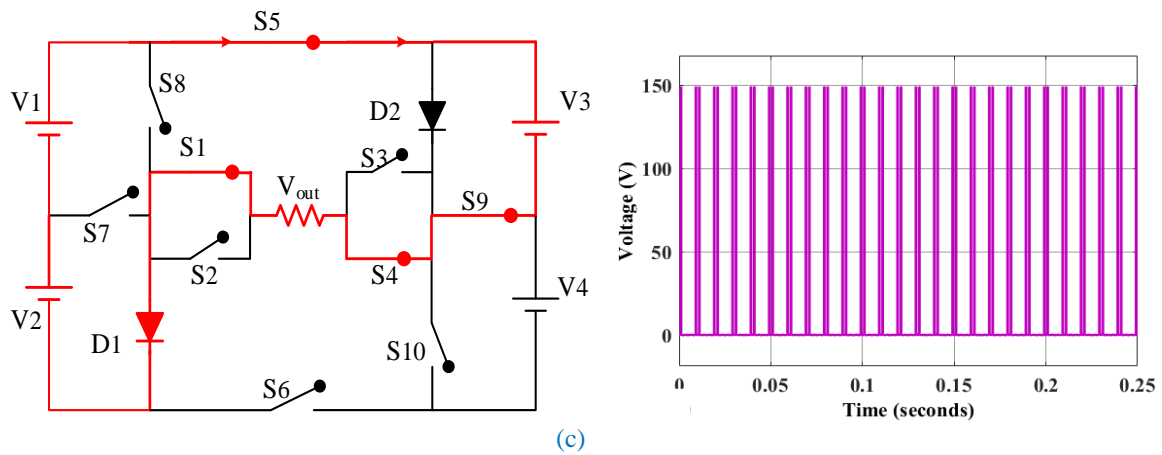 S5
S8
V1
D2
V3
S1
S3
V_out
S9
S7
S2
S4
V2
V4
D1
S10
S6
Voltage (V)
150
100
50
0
0
0.05
0.1
0.15
0.2
0.25
Time (seconds)
(c)